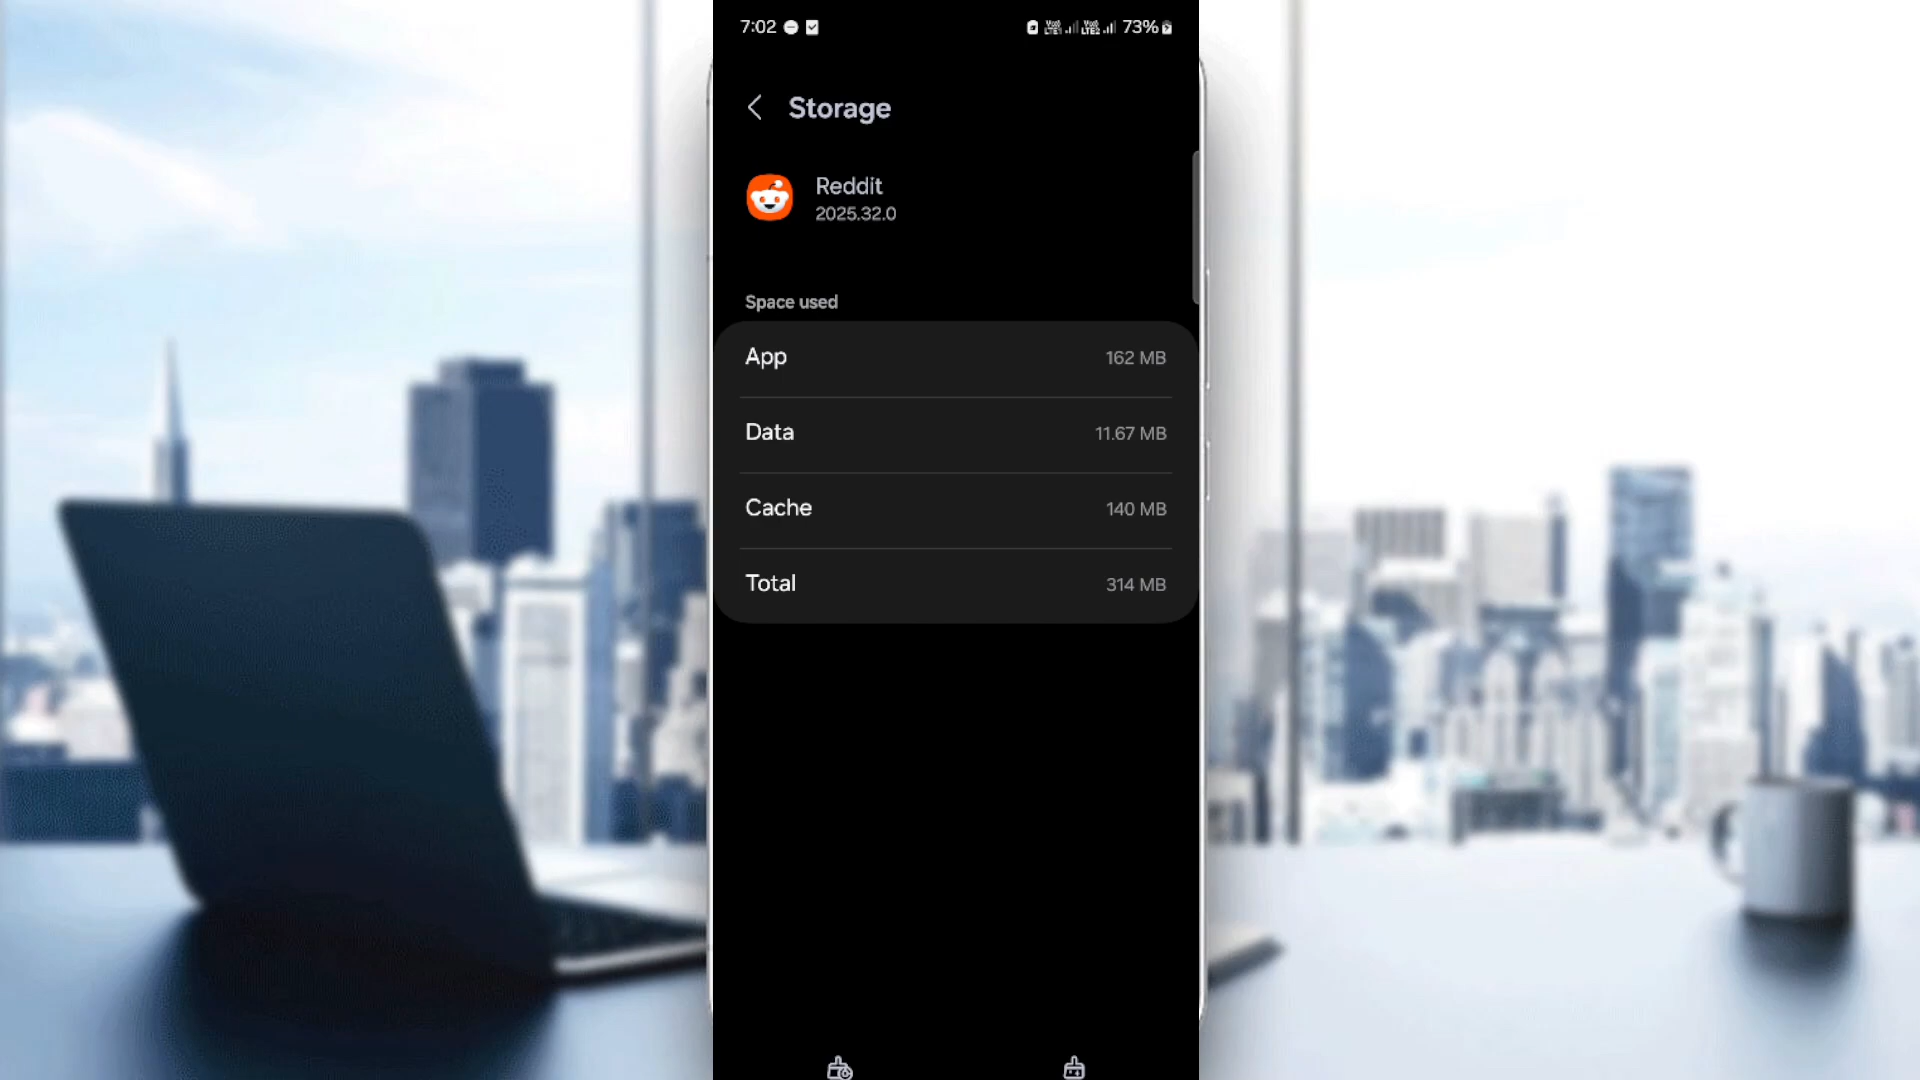 7:02 73%
Storage
Reddit
2025.32.0
Space used
App 162 MB
Data 11.67 MB
Cache 140 MB
Total 314 MB